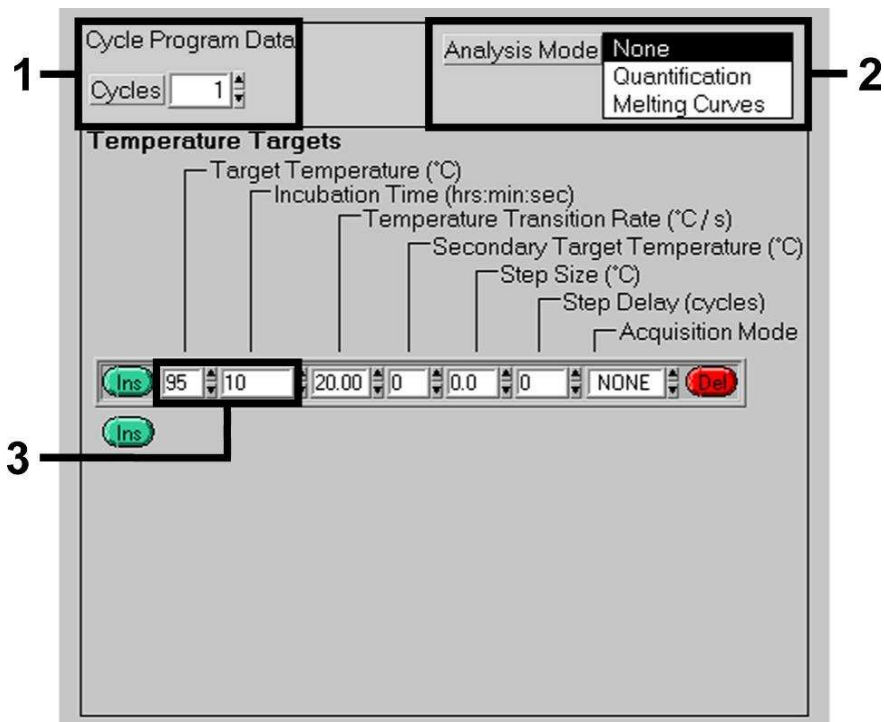 Cycle Program Data
Cycles 1
Analysis Mode None
Quantification
Melting Curves
1
2
Temperature Targets
Target Temperature (°C)
Incubation Time (hrs:min:sec)
Temperature Transition Rate (°C / s)
Secondary Target Temperature (°C)
Step Size (°C)
Step Delay (cycles)
Acquisition Mode
Ins 95 10 20.00 0 0.0 0 NONE Del
Ins
3